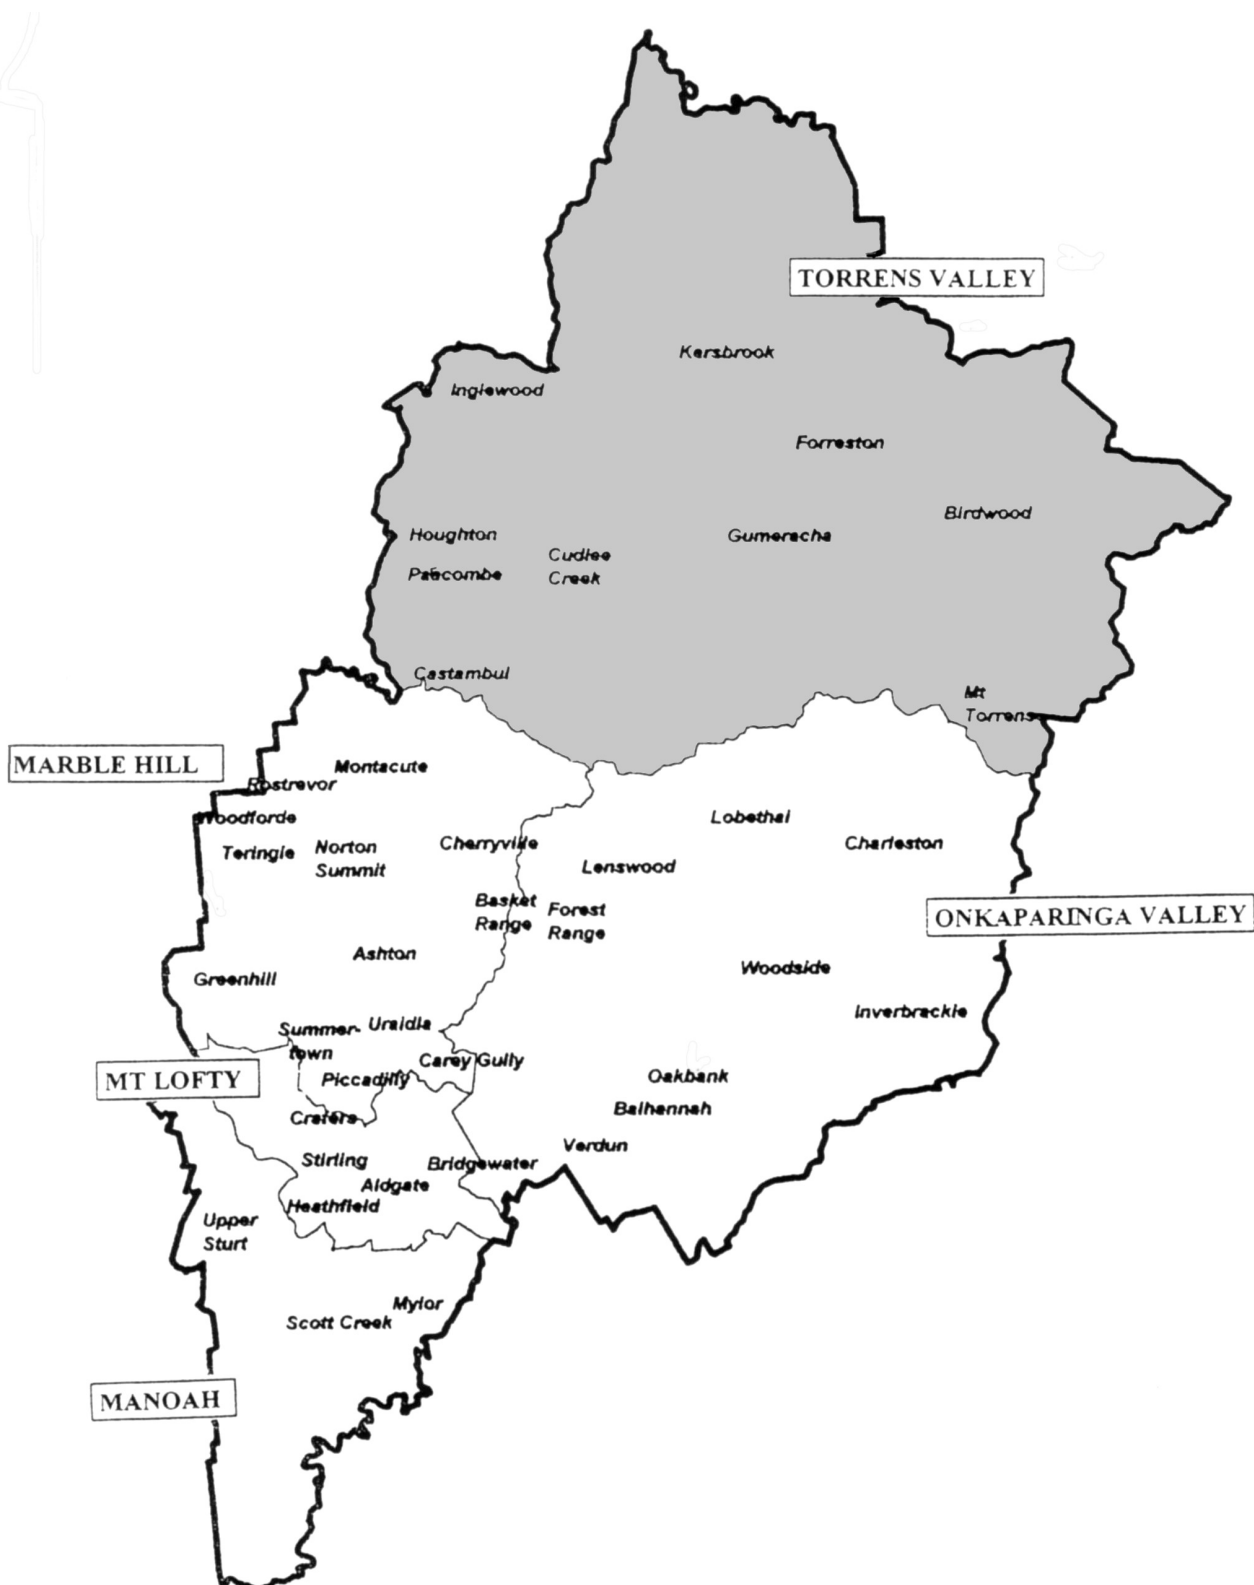 TORRENS VALLEY
Kersbrook
Inglewood
Forreston
Birdwood
Houghton
Gumeracha
Cudlee
Creek
Paracombe
Castambul
Mt
Torrens
MARBLE HILL
Montacute
Rostrevor
Woodforde
Lobethal
Teringie
Norton
Summit
Cherryville
Charleston
Lenswood
Basket
Range
Forest
Range
ONKAPARINGA VALLEY
Ashton
Woodside
Greenhill
Inverbrackie
Summer-
town
Uraidla
Carey Gully
MT LOFTY
Piccadilly
Oakbank
Balhannah
Crafers
Verdun
Stirling
Bridgewater
Aldgate
Heathfield
Upper
Sturt
Mylor
Scott Creek
MANOAH